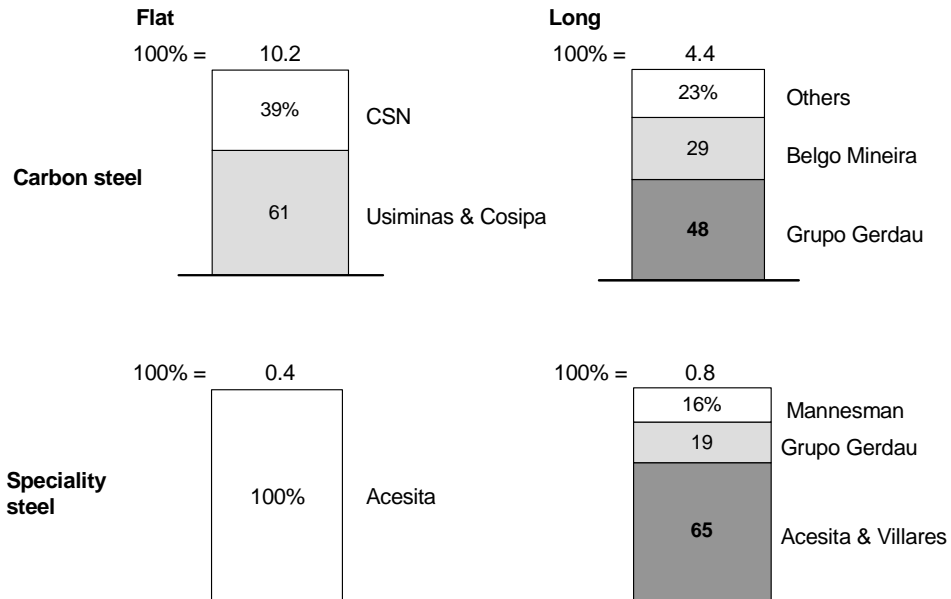 Flat
Long
100% = 10.2
100% = 4.4
39% CSN
23% Others
29 Belgo Mineira
Carbon steel
61 Usiminas & Cosipa
48 Grupo Gerdau
100% = 0.4
100% = 0.8
16% Mannesman
19 Grupo Gerdau
Speciality
steel
100% Acesita
65 Acesita & Villares